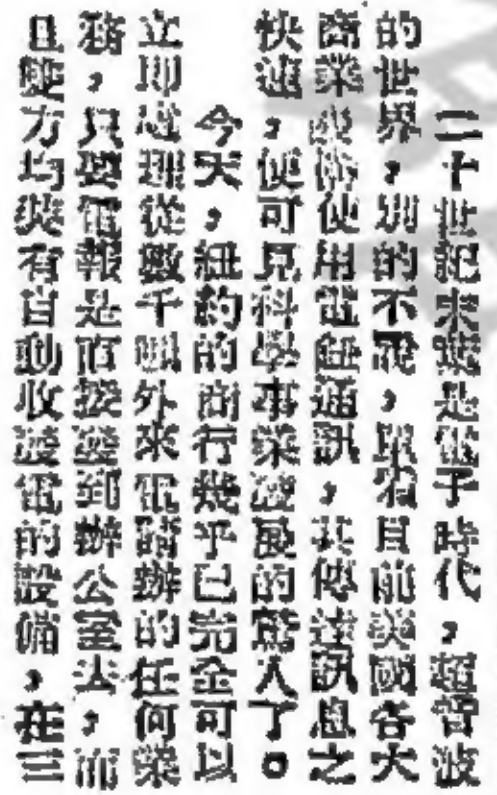 二十世紀末葉是電子時代，超音波
的世界，別的不說，單看目前美國各大
商業機構使用電動通訊，其傳達訊息之
快速，便可見科學事業發展的驚人了。
今天，紐約的商行幾乎已完全可以
立即處理從數千哩外來電請辦的任何業
務，只要電報是直接發到辦公室去，而
且雙方均裝有自動收發電的設備，在三